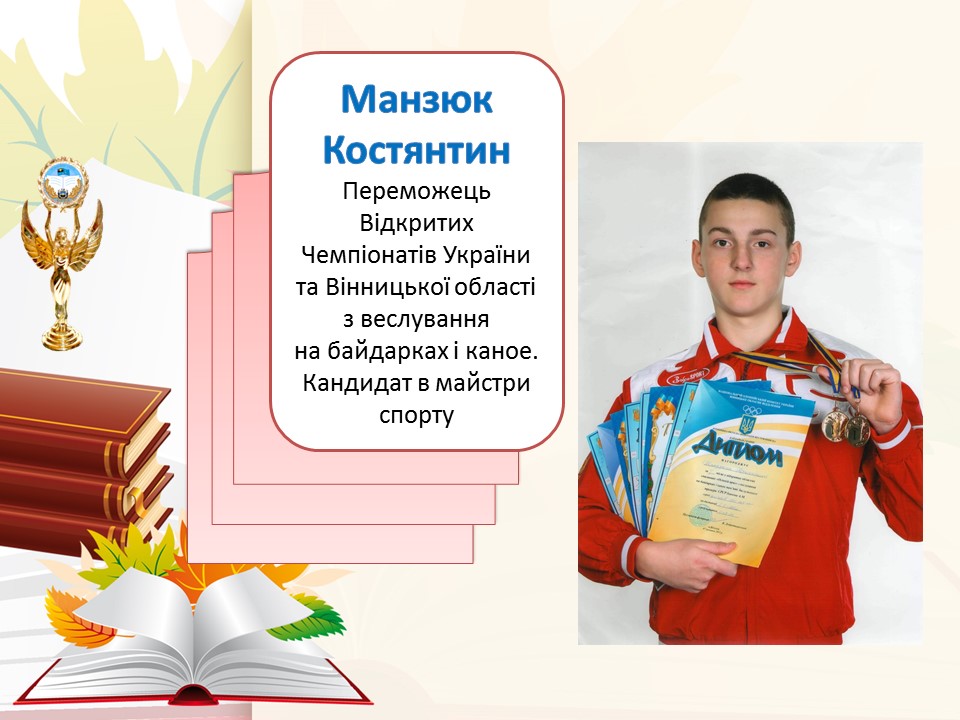 Манзюк
Костянтин
Переможець
Відкритих
Чемпіонатів України
та Вінницької області
з веслування
на байдарках і каное.
Кандидат в майстри
спорту
ДИПЛОМ